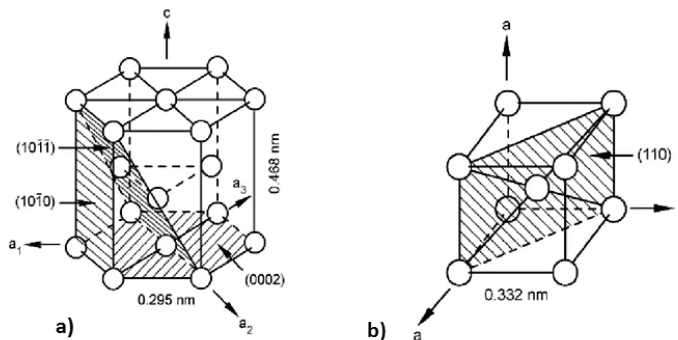 c
a
(101̄1̄)
(101̄0)
a₁
a₃
0.468 nm
(0002)
0.295 nm
a₂
a)
(110)
0.332 nm
a
b)